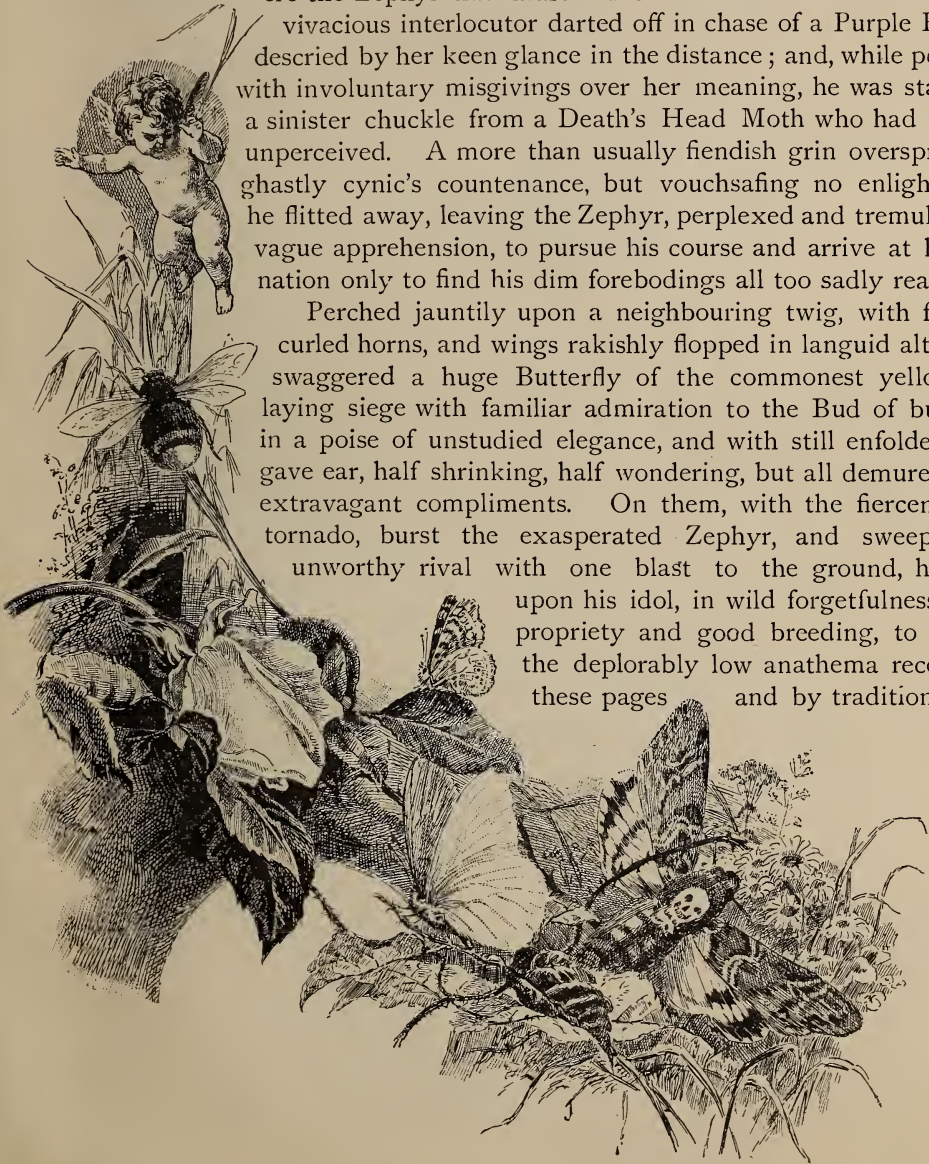 vivacious interlocutor darted off in chase of a Purple
descried by her keen glance in the distance ; and, while
with involuntary misgivings over her meaning, he was
a sinister chuckle from a Death's Head Moth who had
unperceived. A more than usually fiendish grin
ghastly cynic's countenance, but vouchsafing no
he flitted away, leaving the Zephyr, perplexed and
vague apprehension, to pursue his course and arrive at
nation only to find his dim forebodings all too sadly
Perched jauntily upon a neighbouring twig, with
curled horns, and wings rakishly flopped in languid
swaggered a huge Butterfly of the commonest
laying siege with familiar admiration to the Bud of
in a poise of unstudied elegance, and with still
gave ear, half shrinking, half wondering, but all
extravagant compliments. On them, with the
tornado, burst the exasperated Zephyr, and
unworthy rival with one blast to the ground,
upon his idol, in wild
propriety and good breeding, to
the deplorably low anathema
these pages and by